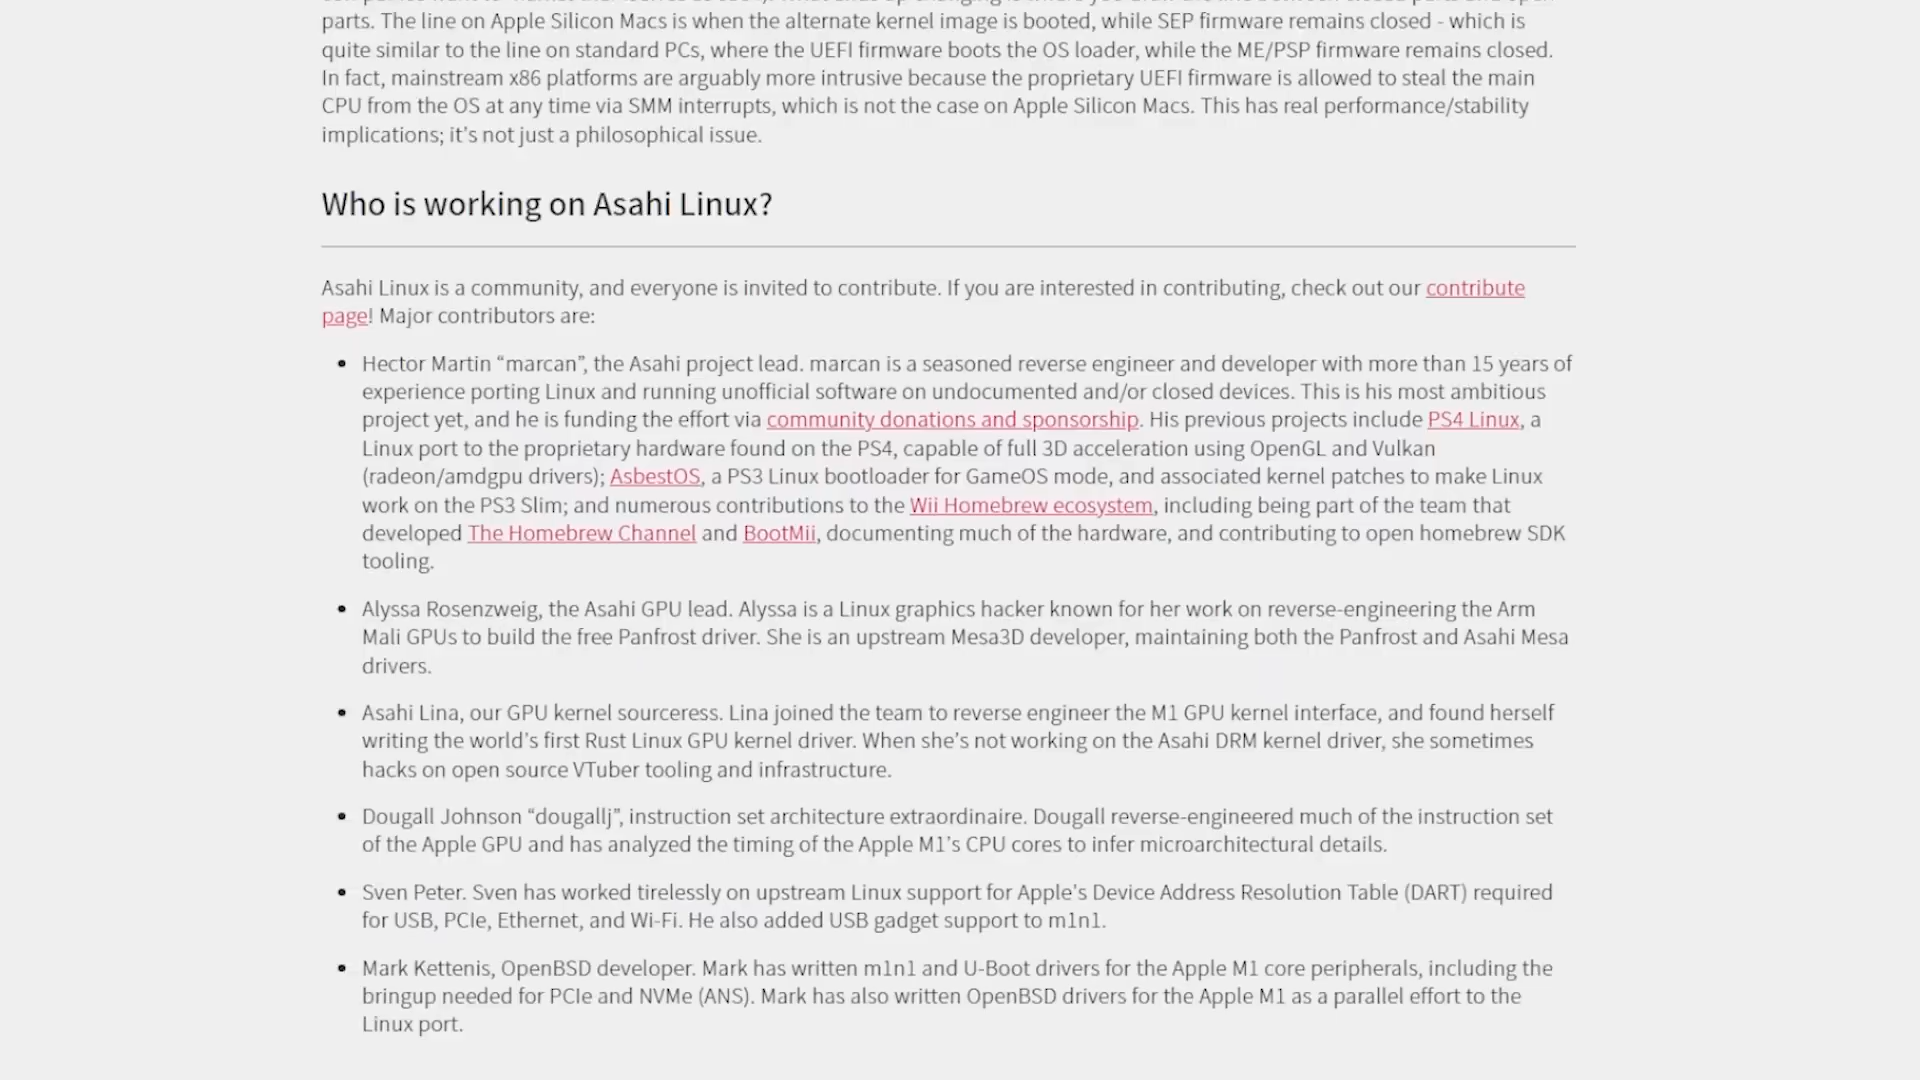 parts. The line on Apple Silicon Macs is when the alternate kernel image is booted, while SEP firmware remains closed - which is
quite similar to the line on standard PCs, where the UEFI firmware boots the OS loader, while the ME/PSP firmware remains closed.
In fact, mainstream x86 platforms are arguably more intrusive because the proprietary UEFI firmware is allowed to steal the main
CPU from the OS at any time via SMM interrupts, which is not the case on Apple Silicon Macs. This has real performance/stability
implications; it’s not just a philosophical issue.
Who is working on Asahi Linux?
Asahi Linux is a community, and everyone is invited to contribute. If you are interested in contributing, check out our contribute
page! Major contributors are:
• Hector Martin “marcan”, the Asahi project lead. marcan is a seasoned reverse engineer and developer with more than 15 years of
experience porting Linux and running unofficial software on undocumented and/or closed devices. This is his most ambitious
project yet, and he is funding the effort via community donations and sponsorship. His previous projects include PS4 Linux, a
Linux port to the proprietary hardware found on the PS4, capable of full 3D acceleration using OpenGL and Vulkan
(radeon/amdgpu drivers); AsbestOS, a PS3 Linux bootloader for GameOS mode, and associated kernel patches to make Linux
work on the PS3 Slim; and numerous contributions to the Wii Homebrew ecosystem, including being part of the team that
developed The Homebrew Channel and BootMii, documenting much of the hardware, and contributing to open homebrew SDK
tooling.
• Alyssa Rosenzweig, the Asahi GPU lead. Alyssa is a Linux graphics hacker known for her work on reverse-engineering the Arm
Mali GPUs to build the free Panfrost driver. She is an upstream Mesa3D developer, maintaining both the Panfrost and Asahi Mesa
drivers.
• Asahi Lina, our GPU kernel sourceress. Lina joined the team to reverse engineer the M1 GPU kernel interface, and found herself
writing the world’s first Rust Linux GPU kernel driver. When she’s not working on the Asahi DRM kernel driver, she sometimes
hacks on open source VTuber tooling and infrastructure.
• Dougall Johnson “dougallj”, instruction set architecture extraordinaire. Dougall reverse-engineered much of the instruction set
of the Apple GPU and has analyzed the timing of the Apple M1’s CPU cores to infer microarchitectural details.
• Sven Peter. Sven has worked tirelessly on upstream Linux support for Apple’s Device Address Resolution Table (DART) required
for USB, PCIe, Ethernet, and Wi-Fi. He also added USB gadget support to m1n1.
• Mark Kettenis, OpenBSD developer. Mark has written m1n1 and U-Boot drivers for the Apple M1 core peripherals, including the
bringup needed for PCIe and NVMe (ANS). Mark has also written OpenBSD drivers for the Apple M1 as a parallel effort to the
Linux port.